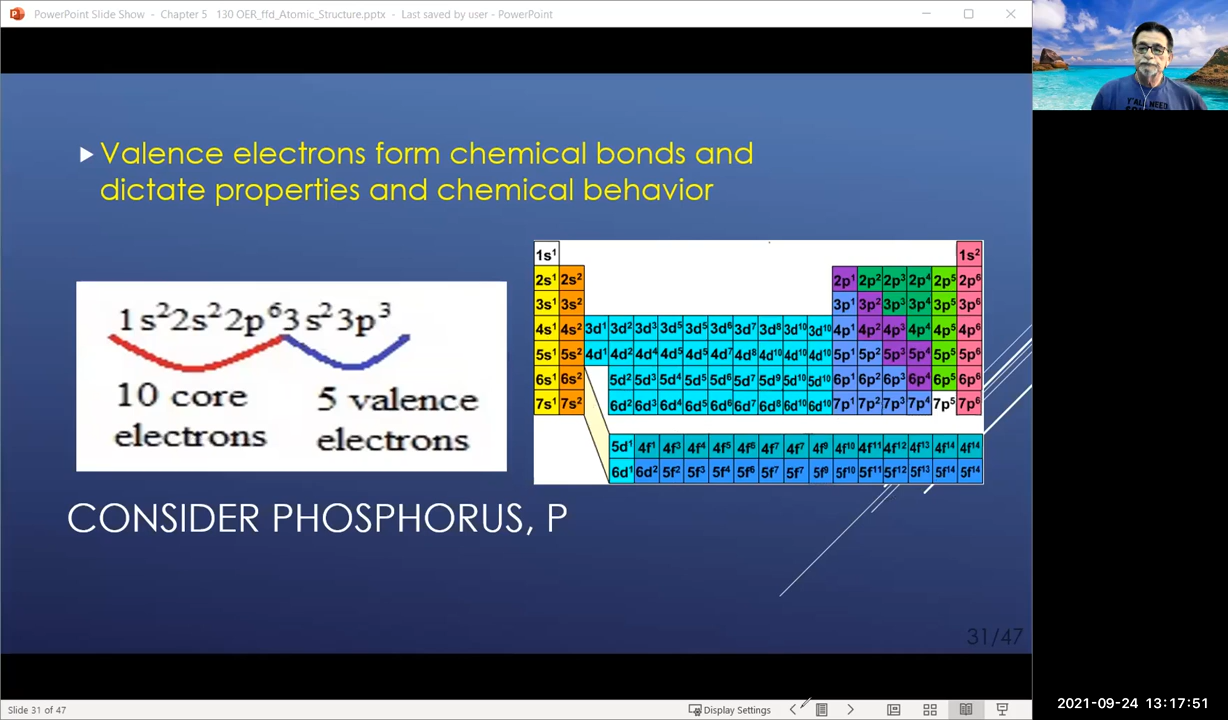 PowerPoint Slide Show - Chapter 5 130 OER_ffd_Atomic_Structure.pptx - Last saved by user - PowerPoint
Valence electrons form chemical bonds and
dictate properties and chemical behavior
1s²2s²2p⁶3s²3p³
10 core
electrons
5 valence
electrons
1s¹ 1s²
2s¹ 2s² 2p¹ 2p² 2p³ 2p⁴ 2p⁵ 2p⁶
3s¹ 3s² 3p¹ 3p² 3p³ 3p⁴ 3p⁵ 3p⁶
4s¹ 4s² 3d¹ 3d² 3d³ 3d⁵ 3d⁵ 3d⁶ 3d⁷ 3d⁸ 3d¹⁰ 3d¹⁰ 4p¹ 4p² 4p³ 4p⁴ 4p⁵ 4p⁶
5s¹ 5s² 4d¹ 4d² 4d⁴ 4d⁵ 4d⁵ 4d⁷ 4d⁸ 4d¹⁰ 4d¹⁰ 4d¹⁰ 5p¹ 5p² 5p³ 5p⁴ 5p⁵ 5p⁶
6s¹ 6s² 5d² 5d³ 5d⁴ 5d⁵ 5d⁶ 5d⁷ 5d⁹ 5d¹⁰ 5d¹⁰ 6p¹ 6p² 6p³ 6p⁴ 6p⁵ 6p⁶
7s¹ 7s² 6d² 6d³ 6d⁴ 6d⁵ 6d⁶ 6d⁷ 6d⁸ 6d¹⁰ 6d¹⁰ 7p¹ 7p² 7p³ 7p⁴ 7p⁵ 7p⁶
5d¹ 4f¹ 4f³ 4f⁴ 4f⁵ 4f⁶ 4f⁷ 4f⁷ 4f⁹ 4f¹⁰ 4f¹¹ 4f¹² 4f¹³ 4f¹⁴ 4f¹⁴
6d¹ 6d² 5f² 5f³ 5f⁴ 5f⁶ 5f⁷ 5f⁷ 5f⁹ 5f¹⁰ 5f¹¹ 5f¹² 5f¹³ 5f¹⁴ 5f¹⁴
CONSIDER PHOSPHORUS, P
31/47
Y'ALL NEED
Slide 31 of 47
Display Settings
2021-09-24 13:17:51